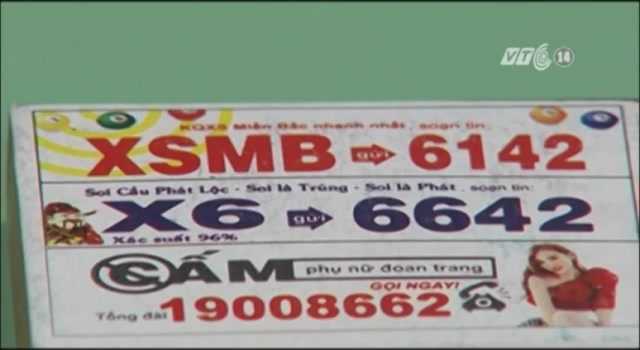 VTC 14
KQXS Miền Bắc nhanh nhất, soạn tin:
XSMB gửi 6142
Soi Cầu Phát Lộc - Soi là Trúng - Soi là Phát, soạn tin:
X6 gửi 6642
Xác suất 96%
CẤM phụ nữ đoan trang
GỌI NGAY!
Tổng đài 19008662